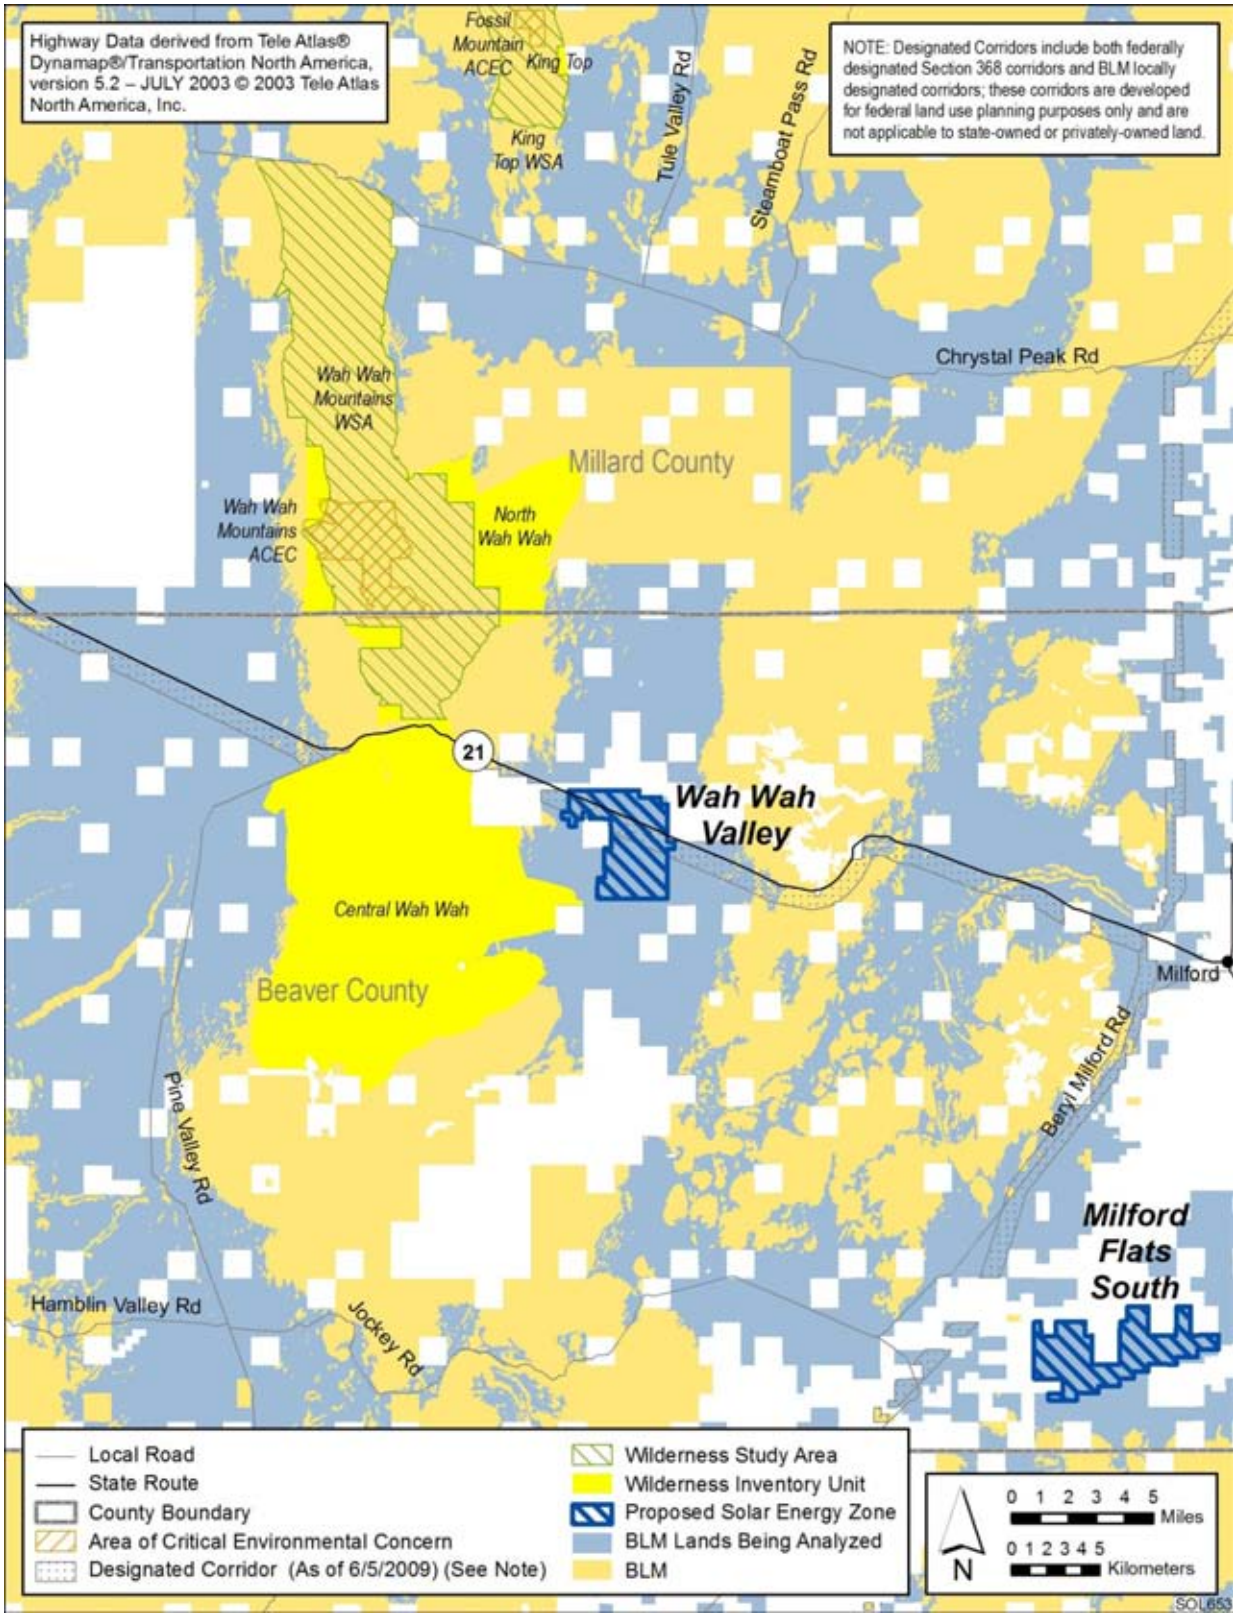 Highway Data derived from Tele Atlas®
Dynamap®/Transportation North America,
version 5.2 – JULY 2003 © 2003 Tele Atlas
North America, Inc.
Fossil
Mountain
ACEC
King Top
King
Top WSA
Tule Valley Rd
Steamboat Pass Rd
NOTE: Designated Corridors include both federally
designated Section 368 corridors and BLM locally
designated corridors; these corridors are developed
for federal land use planning purposes only and are
not applicable to state-owned or privately-owned land.
Chrystal Peak Rd
Wah Wah
Mountains
WSA
Millard County
Wah Wah
Mountains
ACEC
North
Wah Wah
21
Wah Wah
Valley
Central Wah Wah
Beaver County
Milford
Beryl Milford Rd
Pine Valley Rd
Milford
Flats
South
Hamblin Valley Rd
Jockey Rd
Local Road
State Route
County Boundary
Area of Critical Environmental Concern
Designated Corridor (As of 6/5/2009) (See Note)
Wilderness Study Area
Wilderness Inventory Unit
Proposed Solar Energy Zone
BLM Lands Being Analyzed
BLM
N
0 1 2 3 4 5
Miles
0 1 2 3 4 5
Kilometers
SOL653